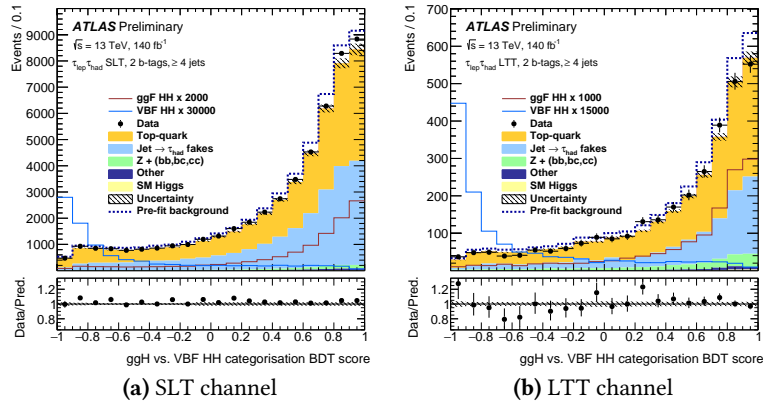 Events / 0.1
9000
8000
7000
6000
5000
4000
3000
2000
1000
ATLAS Preliminary
√s = 13 TeV, 140 fb⁻¹
τlepτhad SLT, 2 b-tags, ≥ 4 jets
ggF HH x 2000
VBF HH x 30000
Data
Top-quark
Jet → τhad fakes
Z + (bb,bc,cc)
Other
SM Higgs
Uncertainty
Pre-fit background
Data/Pred.
1.2
1
0.8
−1 −0.8 −0.6 −0.4 −0.2 0 0.2 0.4 0.6 0.8 1
ggH vs. VBF HH categorisation BDT score
(a) SLT channel
Events / 0.1
700
600
500
400
300
200
100
ATLAS Preliminary
√s = 13 TeV, 140 fb⁻¹
τlepτhad LTT, 2 b-tags, ≥ 4 jets
ggF HH x 1000
VBF HH x 15000
Data
Top-quark
Jet → τhad fakes
Z + (bb,bc,cc)
Other
SM Higgs
Uncertainty
Pre-fit background
Data/Pred.
1.2
1
0.8
−1 −0.8 −0.6 −0.4 −0.2 0 0.2 0.4 0.6 0.8 1
ggH vs. VBF HH categorisation BDT score
(b) LTT channel